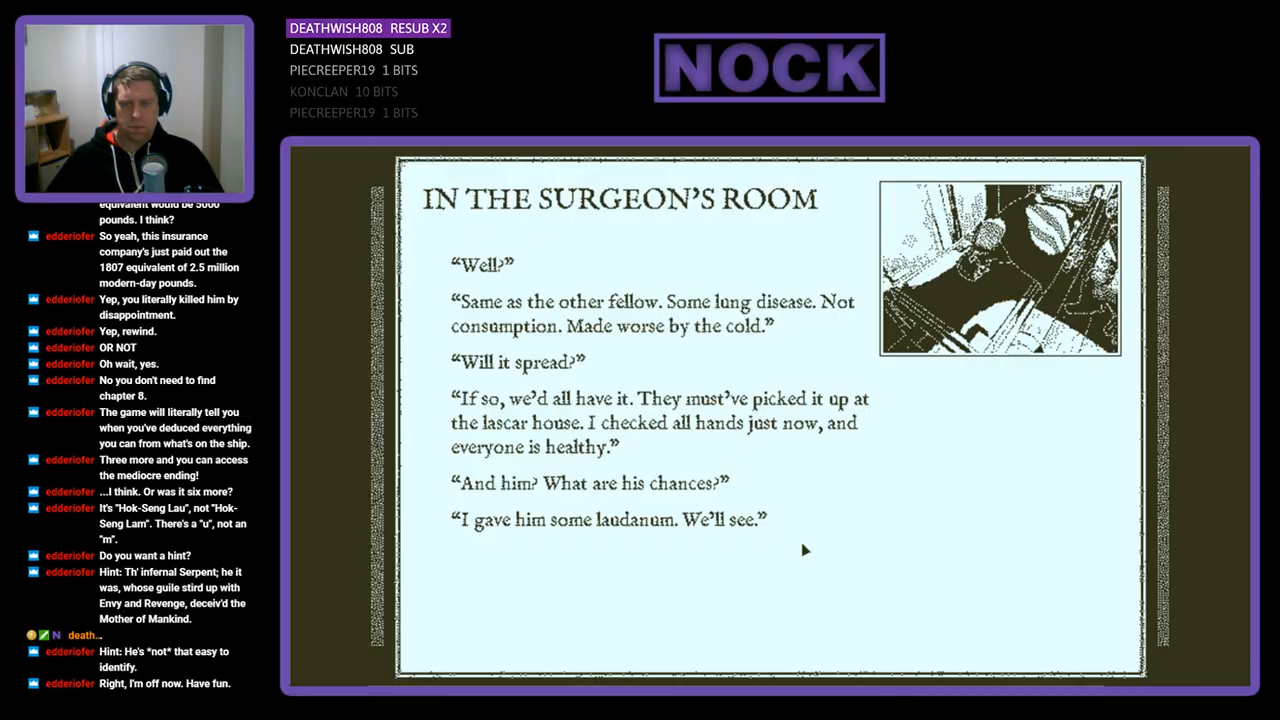 DEATHWISH808 RESUB X2
DEATHWISH808 SUB
PIECREEPER19 1 BITS
KONCLAN 10 BITS
PIECREEPER19 1 BITS
NOCK
equivalent would be 5000
pounds. I think?
edderiofer So yeah, this insurance
company's just paid out the
1807 equivalent of 2.5 million
modern-day pounds.
edderiofer Yep, you literally killed him by
disappointment.
edderiofer Yep, rewind.
edderiofer OR NOT
edderiofer Oh wait, yes.
edderiofer No you don't need to find
chapter 8.
edderiofer The game will literally tell you
when you've deduced everything
you can from what's on the ship.
edderiofer Three more and you can access
the mediocre ending!
edderiofer ...I think. Or was it six more?
edderiofer It's "Hok-Seng Lau", not "Hok-
Seng Lam". There's a "u", not an
"m".
edderiofer Do you want a hint?
edderiofer Hint: Th' infernal Serpent; he it
was, whose guile stird up with
Envy and Revenge, deceiv'd the
Mother of Mankind.
N death...
edderiofer Hint: He's *not* that easy to
identify.
edderiofer Right, I'm off now. Have fun.
IN THE SURGEON'S ROOM
"Well?"
"Same as the other fellow. Some lung disease. Not
consumption. Made worse by the cold."
"Will it spread?"
"If so, we'd all have it. They must've picked it up at
the lascar house. I checked all hands just now, and
everyone is healthy."
"And him? What are his chances?"
"I gave him some laudanum. We'll see."